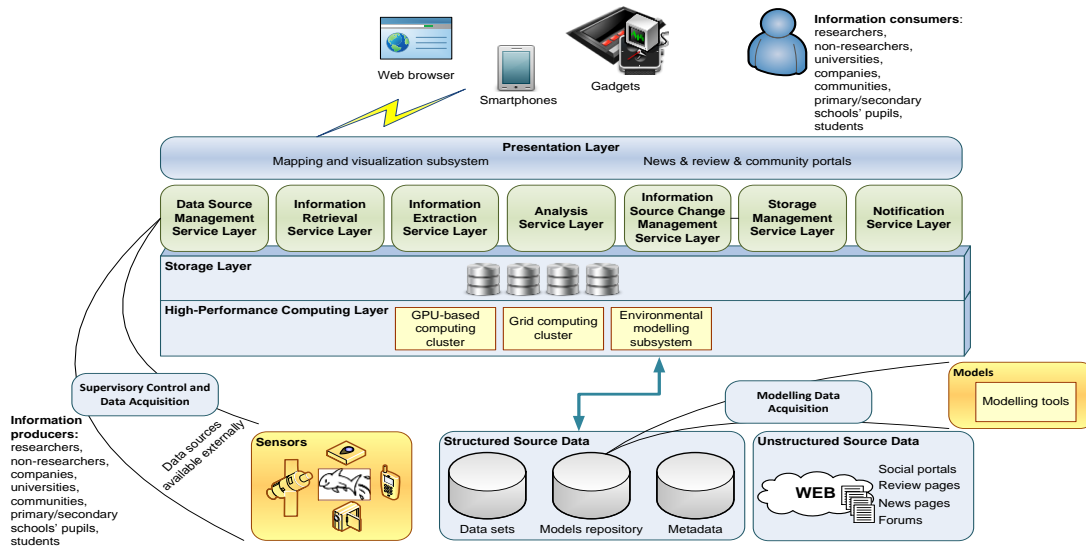 Web browser
Smartphones
Gadgets
Information consumers:
researchers,
non-researchers,
universities,
companies,
communities,
primary/secondary
schools' pupils,
students
Presentation Layer
Mapping and visualization subsystem
News & review & community portals
Data Source
Management
Service Layer
Information
Retrieval
Service Layer
Information
Extraction
Service Layer
Analysis
Service Layer
Information
Source Change
Management
Service Layer
Storage
Management
Service Layer
Notification
Service Layer
Storage Layer
High-Performance Computing Layer
GPU-based
computing
cluster
Grid computing
cluster
Environmental
modelling
subsystem
Supervisory Control and
Data Acquisition
Modelling Data
Acquisition
Models
Modelling tools
Information
producers:
researchers,
non-researchers,
companies,
universities,
communities,
primary/secondary
schools' pupils,
students
Data sources
available externally
Sensors
Structured Source Data
Data sets
Models repository
Metadata
Unstructured Source Data
WEB
Social portals
Review pages
News pages
Forums